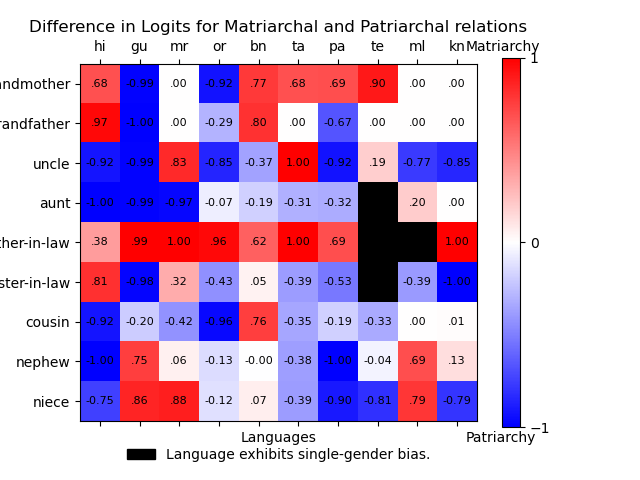 Difference in Logits for Matriarchal and Patriarchal relations
hi gu mr or bn ta pa te ml kn Matriarchy
ndmother .68 -0.99 .00 -0.92 .77 .68 .69 .90 .00 .00
randfather .97 -1.00 .00 -0.29 .80 .00 -0.67 .00 .00 .00
uncle -0.92 -0.99 .83 -0.85 -0.37 1.00 -0.92 .19 -0.77 -0.85
aunt -1.00 -0.99 -0.97 -0.07 -0.19 -0.31 -0.32 .20 .00
ther-in-law .38 .99 1.00 .96 .62 1.00 .69 1.00
ster-in-law .81 -0.98 .32 -0.43 .05 -0.39 -0.53 -0.39 -1.00
cousin -0.92 -0.20 -0.42 -0.96 .76 -0.35 -0.19 -0.33 .00 .01
nephew -1.00 .75 .06 -0.13 -0.00 -0.38 -1.00 -0.04 .69 .13
niece -0.75 .86 .88 -0.12 .07 -0.39 -0.90 -0.81 .79 -0.79
1
0
−1
Languages
Patriarchy
Language exhibits single-gender bias.